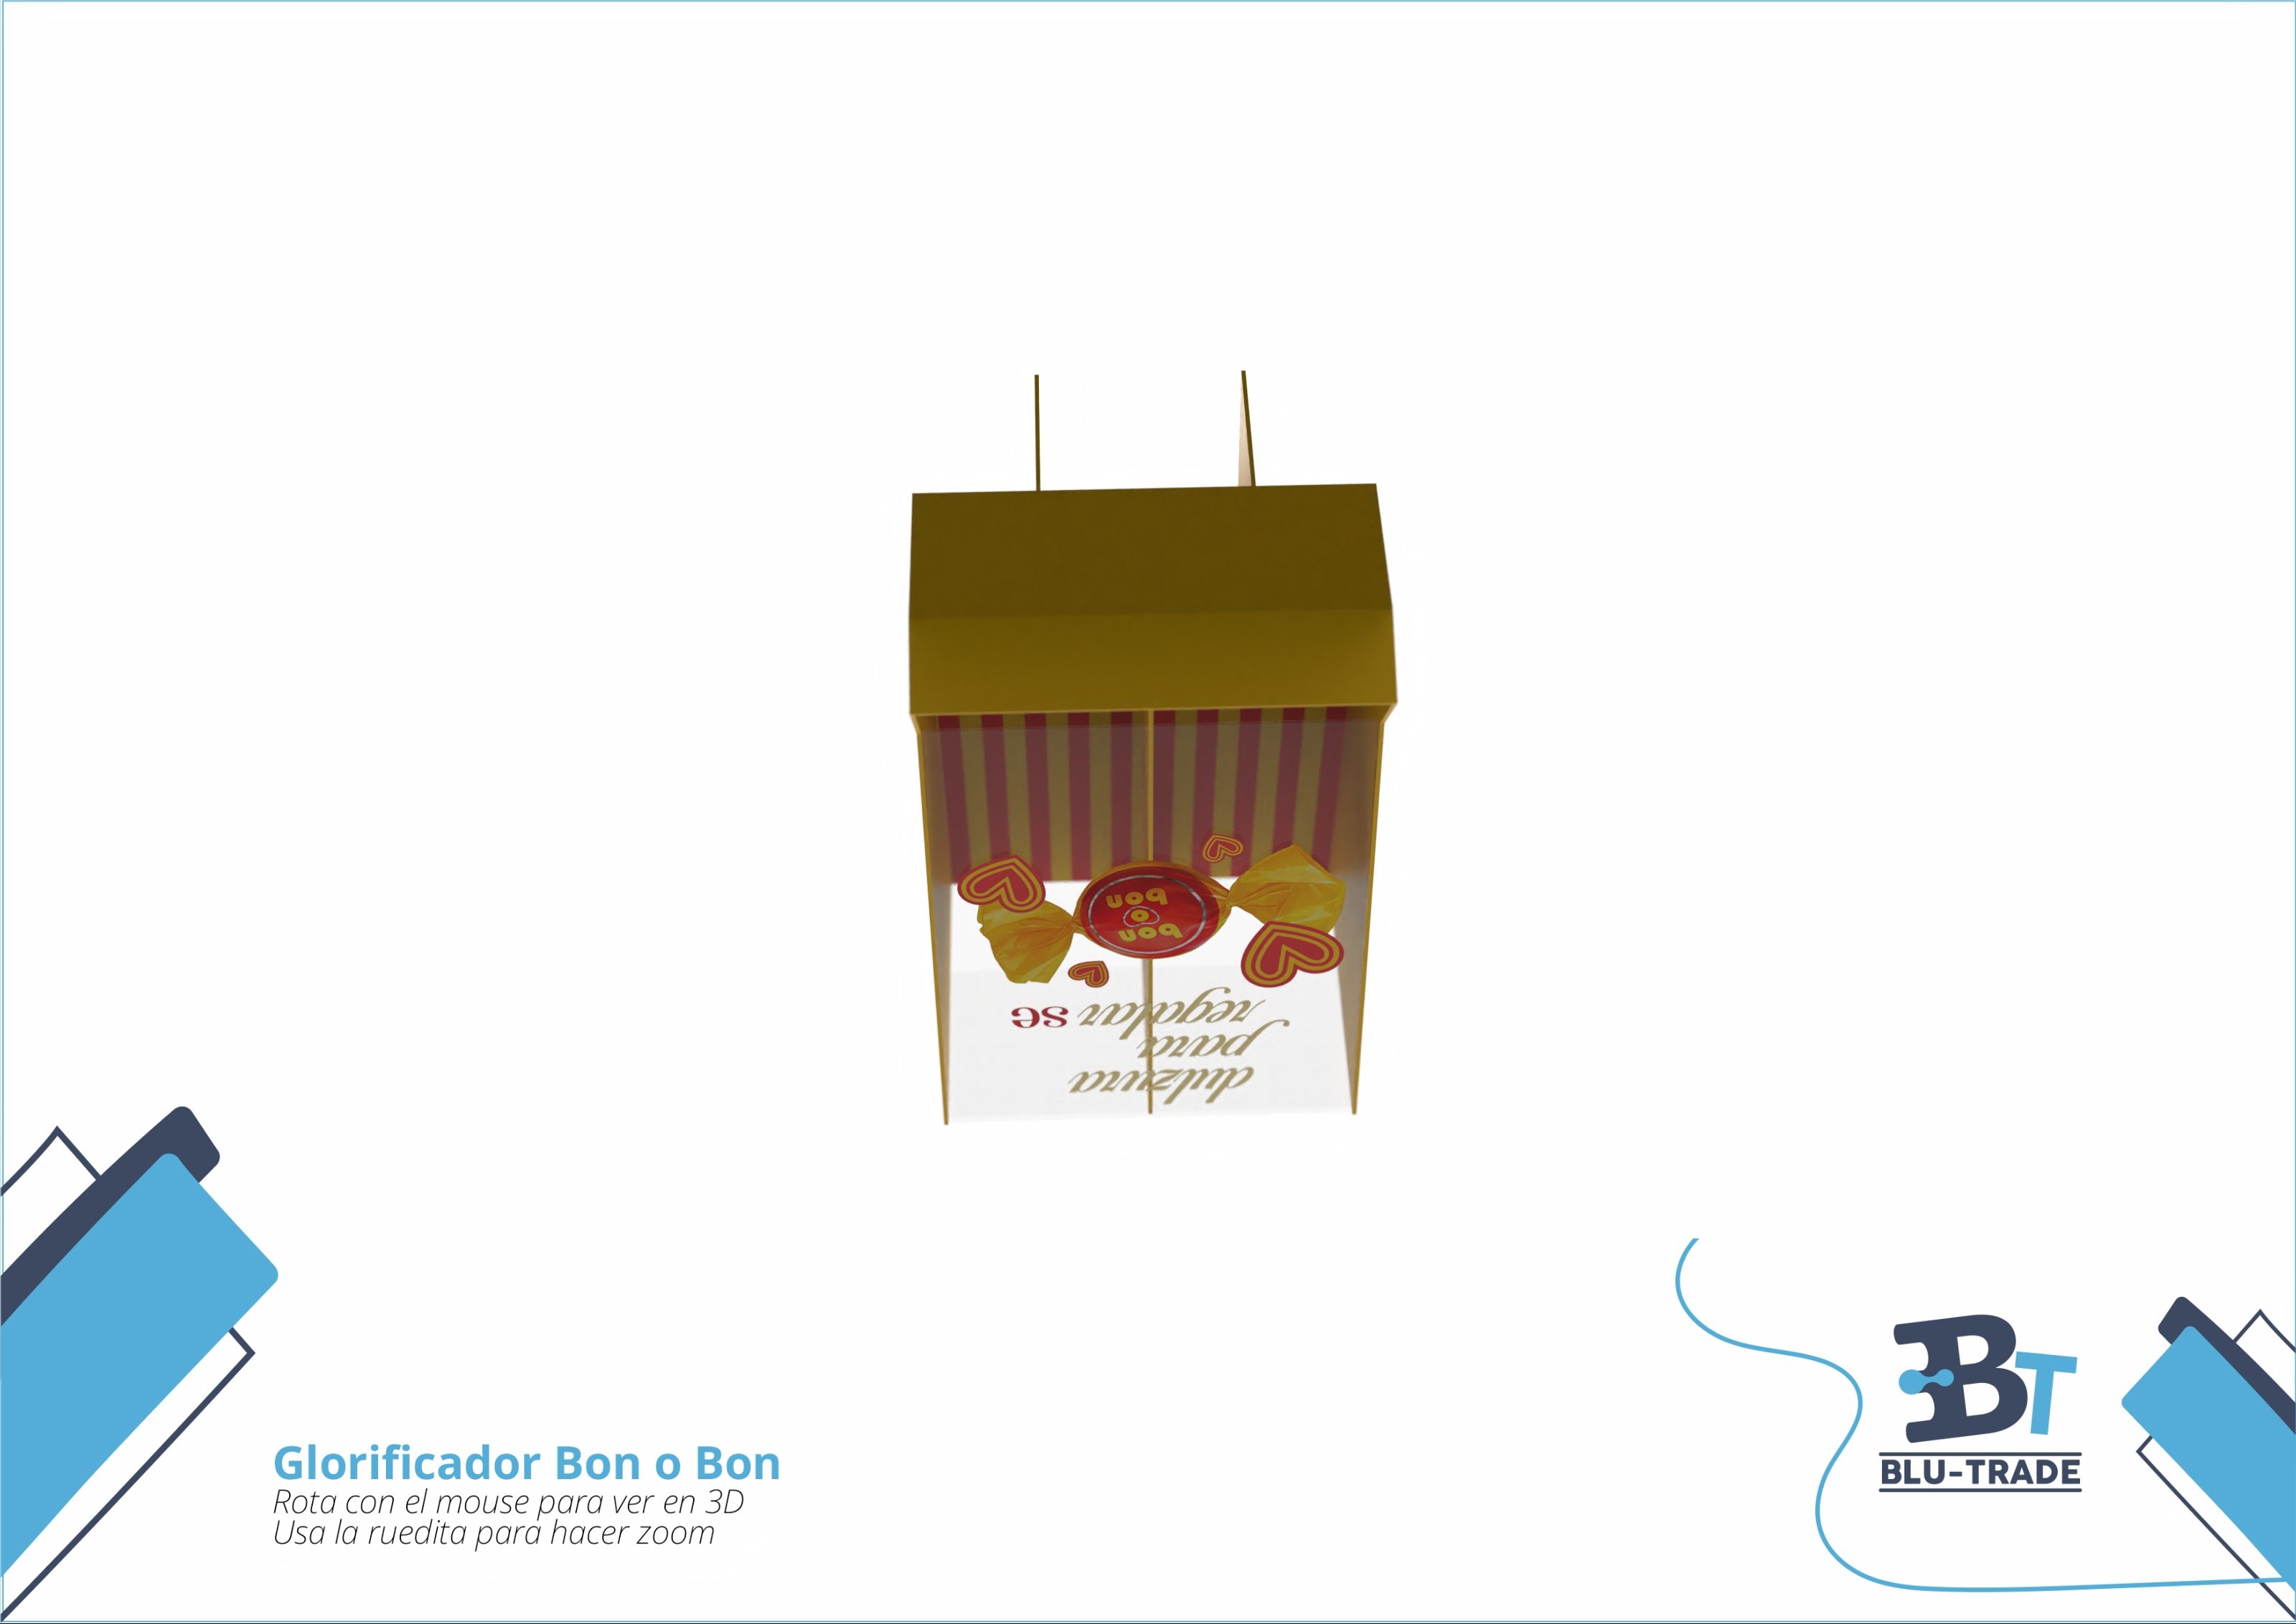 dulzura
para
regalar se
bon
o
bon
Glorificador Bon o Bon
Rota con el mouse para ver en 3D
Usa la ruedita para hacer zoom
BT
BLU-TRADE